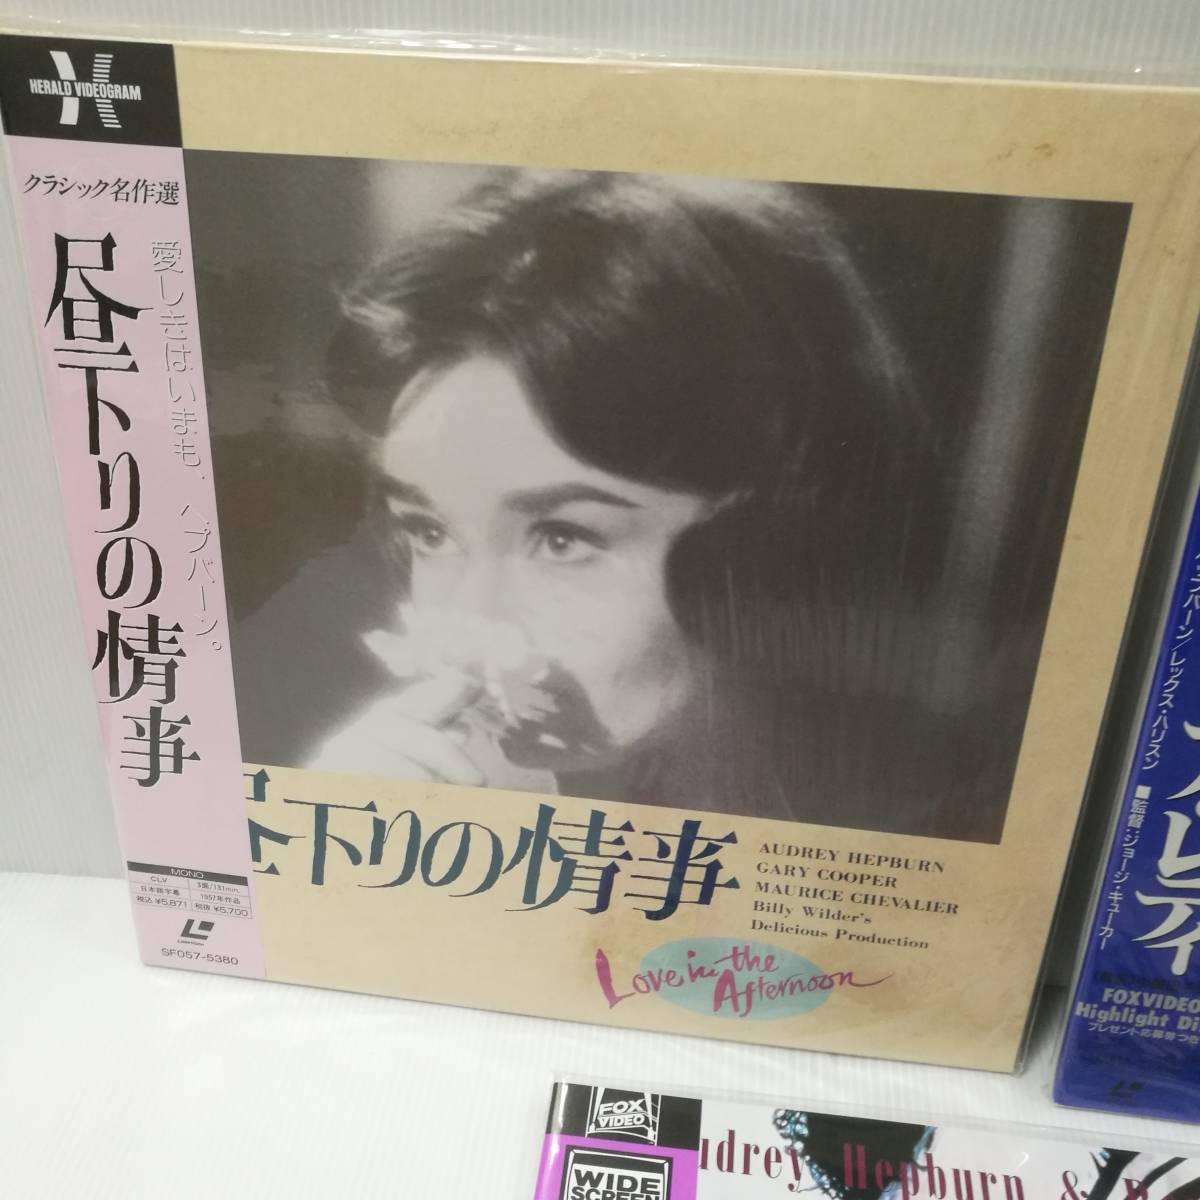 HERALD VIDEOGRAM
クラシック名作選
昼下りの情事
愛しきはいまも、ヘプバーン。
MONO
CLV
3面/131min.
日本語字幕
1957年作品
税込 ¥5,871
税抜 ¥5,700
LaserVision
SF057-5380
昼下りの情事
AUDREY HEPBURN
GARY COOPER
MAURICE CHEVALIER
Billy Wilder's
Delicious Production
Love in the
Afternoon
プバーン/レックス・ハリスン
■監督:ジョージ・キューカー
レディ
FOXVIDEO
Highlight Di
プレゼント応募券つき
FOX
VIDEO
WIDE
SCREEN
udrey Hepburn &